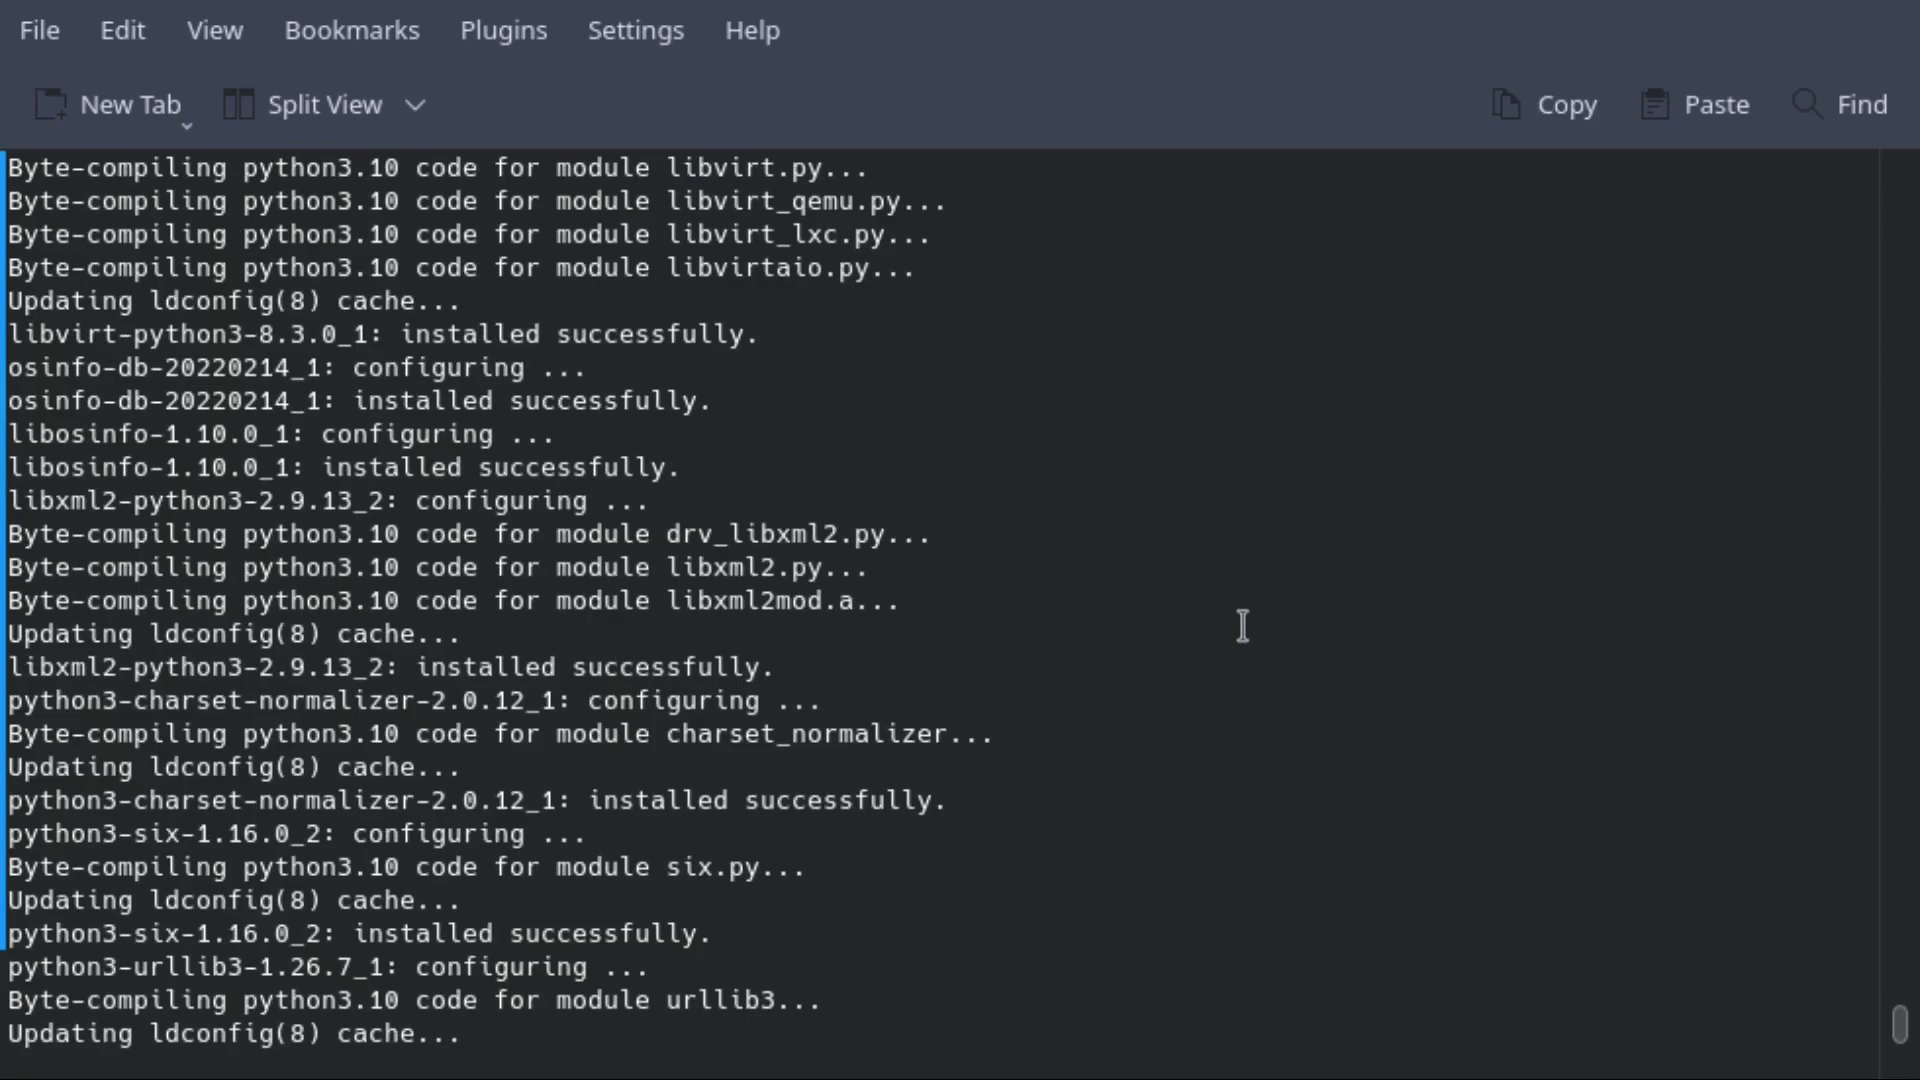 File Edit View Bookmarks Plugins Settings Help
New Tab Split View Copy Paste Find
Byte-compiling python3.10 code for module libvirt.py...
Byte-compiling python3.10 code for module libvirt_qemu.py...
Byte-compiling python3.10 code for module libvirt_lxc.py...
Byte-compiling python3.10 code for module libvirtaio.py...
Updating ldconfig(8) cache...
libvirt-python3-8.3.0_1: installed successfully.
osinfo-db-20220214_1: configuring ...
osinfo-db-20220214_1: installed successfully.
libosinfo-1.10.0_1: configuring ...
libosinfo-1.10.0_1: installed successfully.
libxml2-python3-2.9.13_2: configuring ...
Byte-compiling python3.10 code for module drv_libxml2.py...
Byte-compiling python3.10 code for module libxml2.py...
Byte-compiling python3.10 code for module libxml2mod.a...
Updating ldconfig(8) cache...
libxml2-python3-2.9.13_2: installed successfully.
python3-charset-normalizer-2.0.12_1: configuring ...
Byte-compiling python3.10 code for module charset_normalizer...
Updating ldconfig(8) cache...
python3-charset-normalizer-2.0.12_1: installed successfully.
python3-six-1.16.0_2: configuring ...
Byte-compiling python3.10 code for module six.py...
Updating ldconfig(8) cache...
python3-six-1.16.0_2: installed successfully.
python3-urllib3-1.26.7_1: configuring ...
Byte-compiling python3.10 code for module urllib3...
Updating ldconfig(8) cache...